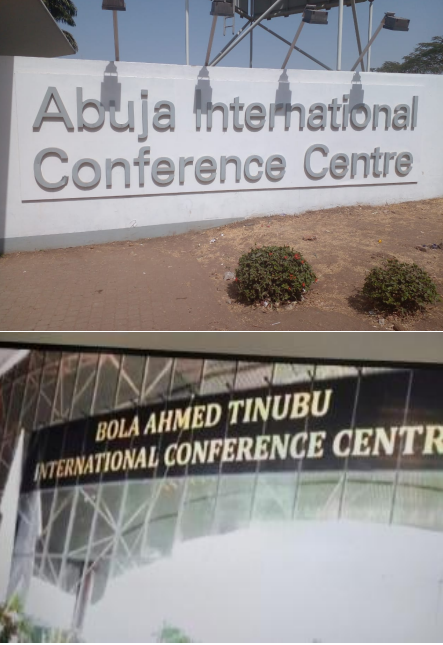 Abuja International
Conference Centre
BOLA AHMED TINUBU
INTERNATIONAL CONFERENCE CENTR